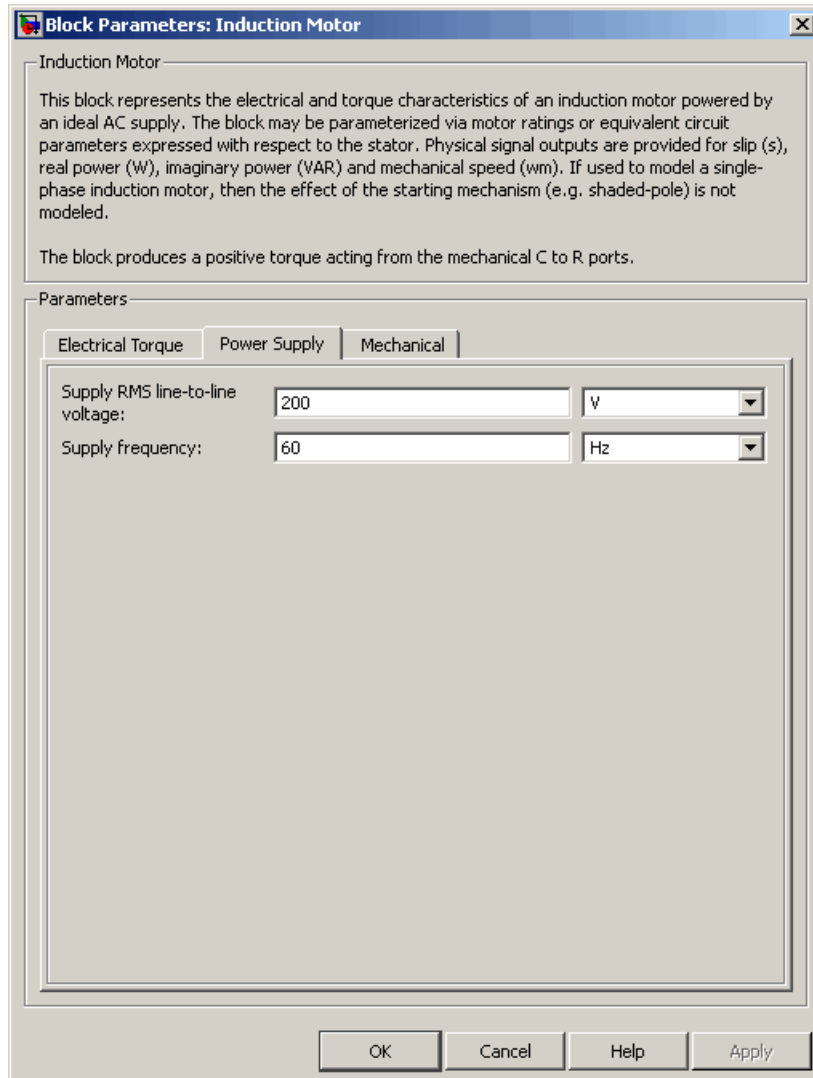 Block Parameters: Induction Motor
Induction Motor
This block represents the electrical and torque characteristics of an induction motor powered by
an ideal AC supply. The block may be parameterized via motor ratings or equivalent circuit
parameters expressed with respect to the stator. Physical signal outputs are provided for slip (s),
real power (W), imaginary power (VAR) and mechanical speed (wm). If used to model a single-
phase induction motor, then the effect of the starting mechanism (e.g. shaded-pole) is not
modeled.
The block produces a positive torque acting from the mechanical C to R ports.
Parameters
Electrical Torque Power Supply Mechanical
Supply RMS line-to-line
voltage: 200 V
Supply frequency: 60 Hz
OK Cancel Help Apply